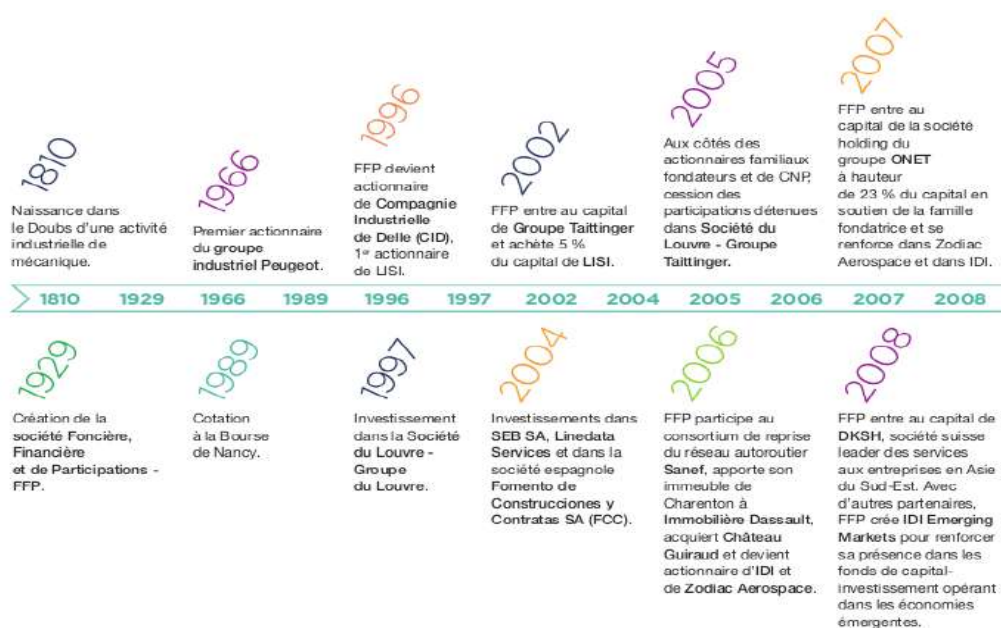 1810
Naissance dans
le Doubs d'une activité
industrielle de
mécanique.
1966
Premier actionnaire
du groupe
industriel Peugeot.
1996
FFP devient
actionnaire
de Compagnie
Industrielle
de Delle (CID),
1er actionnaire
de LISI.
2002
FFP entre au capital
de Groupe Taittinger
et achète 5 %
du capital de LISI.
2005
Aux côtés des
actionnaires familiaux
fondateurs et de CNP,
cession des
participations détenues
dans Société du
Louvre - Groupe
Taittinger.
2007
FFP entre au
capital de la société
holding du
groupe ONET
à hauteur
de 23 % du capital en
soutien de la famille
fondatrice et se
renforce dans Zodiac
Aerospace et dans IDI.
1810 1929 1966 1989 1996 1997 2002 2004 2005 2006 2007 2008
1929
Création de la
société Foncière,
Financière
et de Participations -
FFP.
1989
Cotation
à la Bourse
de Nancy.
1997
Investissement
dans la Société
du Louvre -
Groupe
du Louvre.
2004
Investissements dans
SEB SA, Linedata
Services et dans la
société espagnole
Fomento de
Construcciones y
Contratas SA (FCC).
2006
FFP participe au
consortium de reprise
du réseau autoroutier
Sanef, apporte son
immeuble de
Charenton à
Immobilière Dassault,
acquiert Château
Guiraud et devient
actionnaire d'IDI et
de Zodiac Aerospace.
2008
FFP entre au capital de
DKSH, société suisse
leader des services
aux entreprises en Asie
du Sud-Est. Avec
d'autres partenaires,
FFP crée IDI Emerging
Markets pour renforcer
sa présence dans les
fonds de capital-
investissement opérant
dans les économies
émergentes.